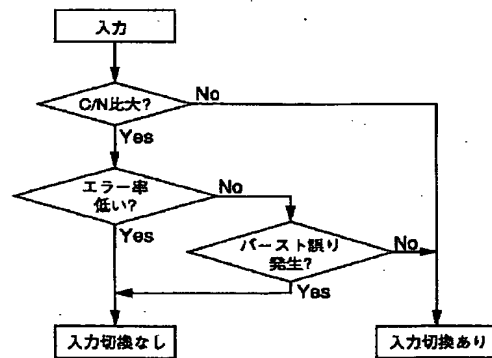 入力
C/N比大?
No
Yes
エラー率
低い?
No
Yes
バースト誤り
発生?
No
Yes
入力切換なし
入力切換あり